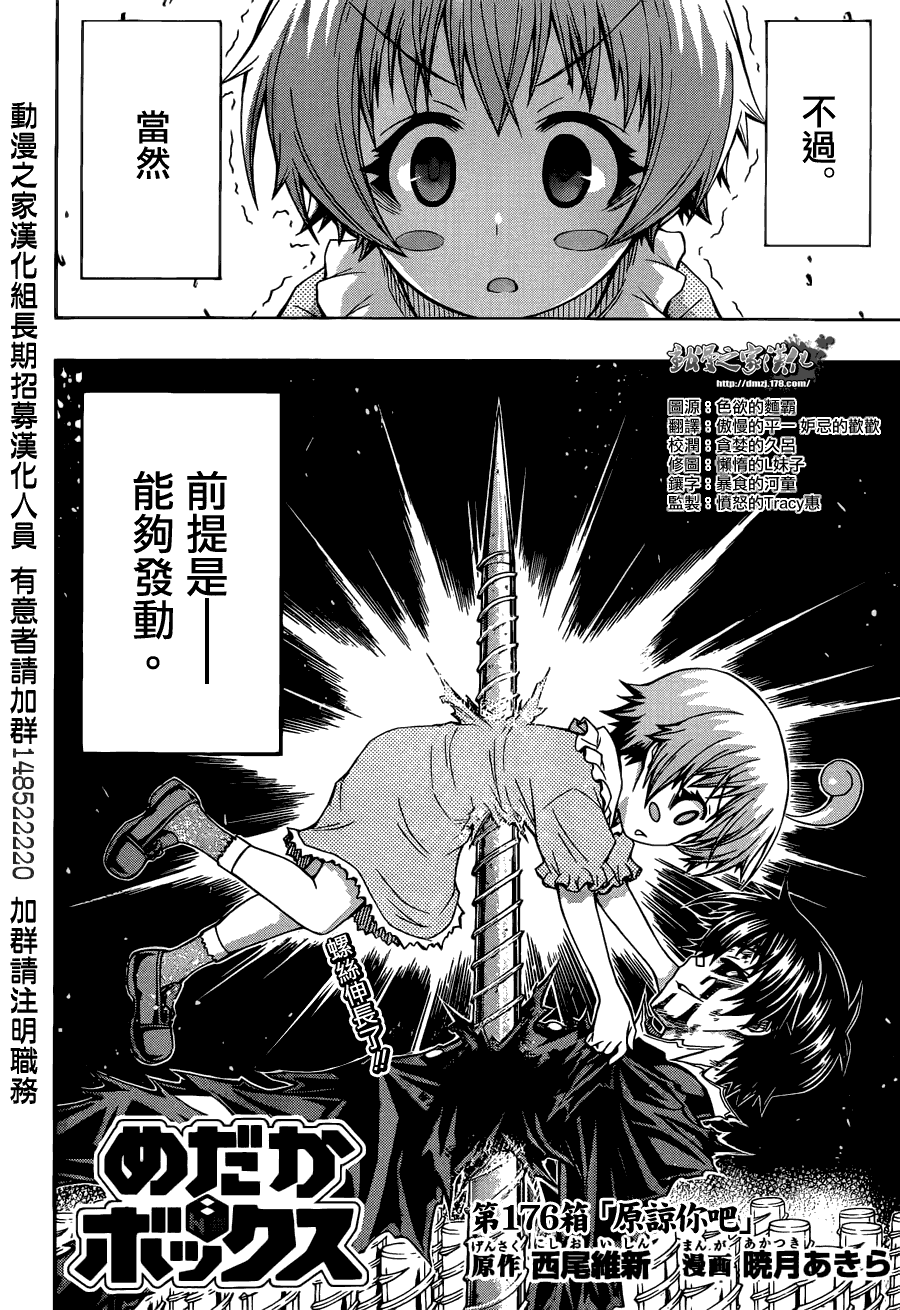 不過。
當然
動漫之家漢化
http://dmzj.178.com/
圖源：色欲的麵霸
翻譯：傲慢的平一 妒忌的歡歡
校潤：貪婪的久呂
修圖：懶惰的L妹子
鑲字：暴食的河童
監製：憤怒的Tracy惠
前提是——
能夠發動。
螺絲伸長了!!
めだか
ボックス
第176箱「原諒你吧」
げんさく にしおいしん まんが あかつき
原作 西尾維新 漫画 暁月あきら
動漫之家漢化組長期招募漢化人員 有意者請加群148522220 加群請注明職務